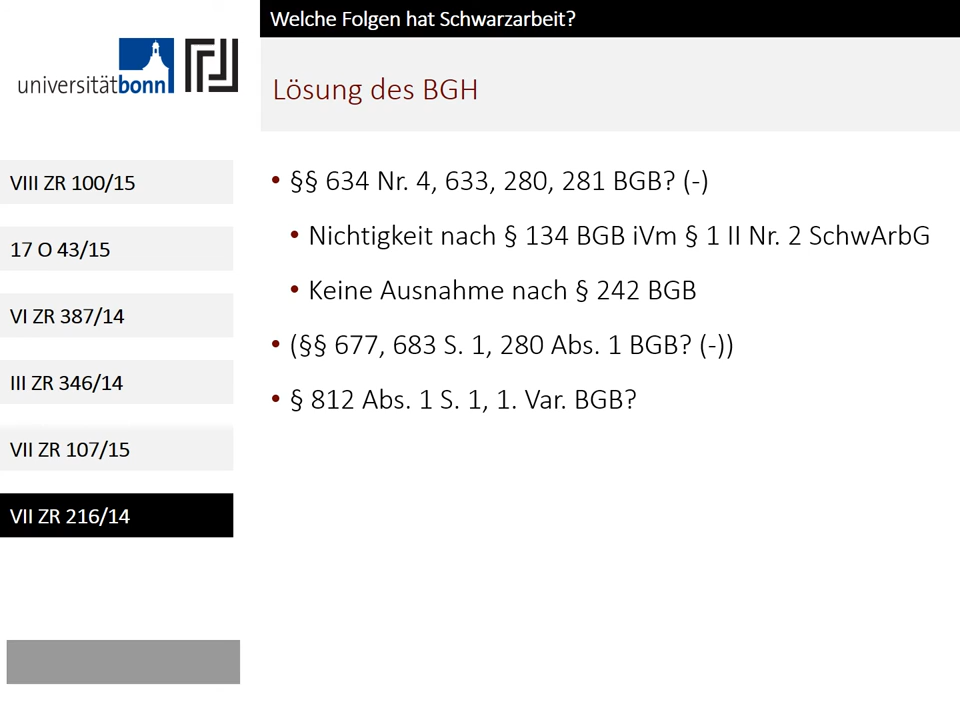 Welche Folgen hat Schwarzarbeit?
universitätbonn
Lösung des BGH
VIII ZR 100/15
17 O 43/15
VI ZR 387/14
III ZR 346/14
VII ZR 107/15
VII ZR 216/14
• §§ 634 Nr. 4, 633, 280, 281 BGB? (-)
• Nichtigkeit nach § 134 BGB iVm § 1 II Nr. 2 SchwArbG
• Keine Ausnahme nach § 242 BGB
• (§§ 677, 683 S. 1, 280 Abs. 1 BGB? (-))
• § 812 Abs. 1 S. 1, 1. Var. BGB?